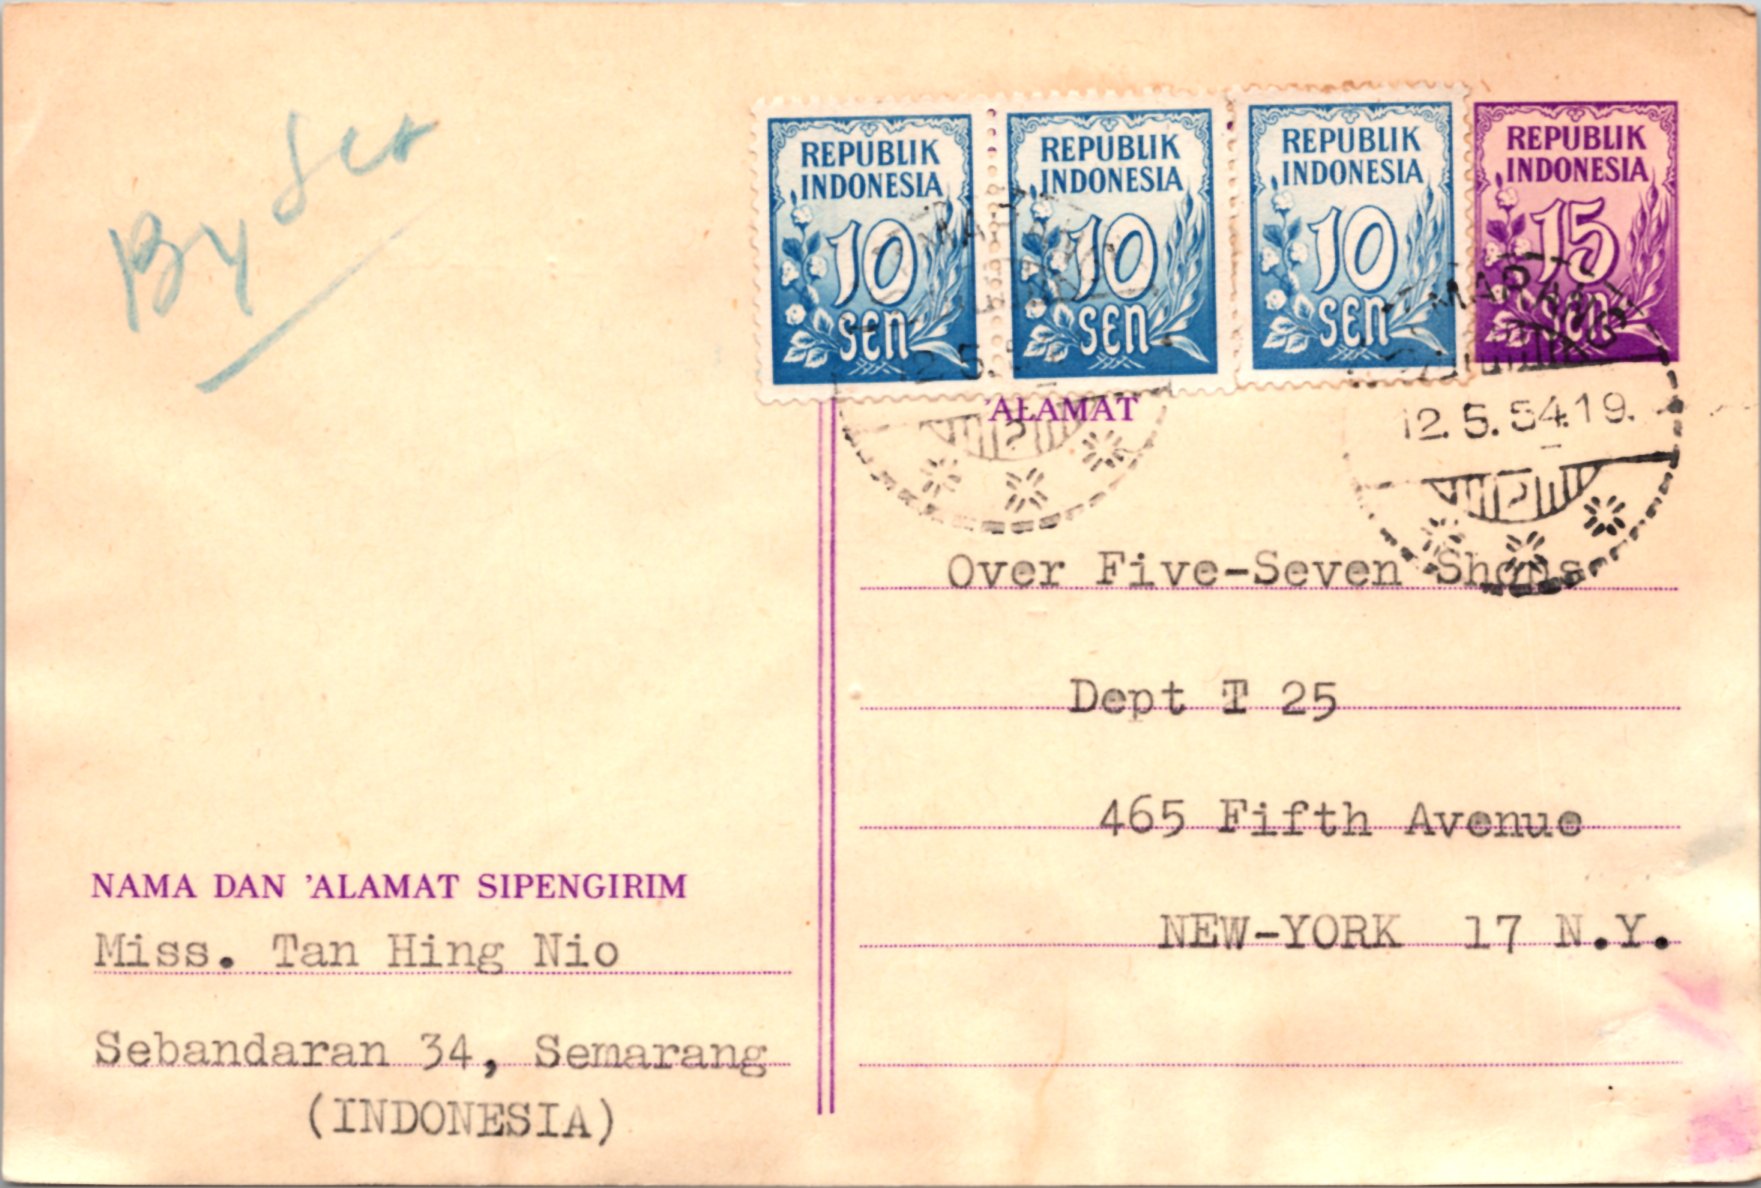 By Sea
REPUBLIK
INDONESIA
10
SEN
REPUBLIK
INDONESIA
10
SEN
REPUBLIK
INDONESIA
10
SEN
REPUBLIK
INDONESIA
15
sen
12.5.
12.5.54.19.
'ALAMAT
Over Five-Seven Shops
Dept T 25
465 Fifth Avenue
NEW-YORK 17 N.Y.
NAMA DAN 'ALAMAT SIPENGIRIM
Miss. Tan Hing Nio
Sebandaran 34, Semarang
(INDONESIA)